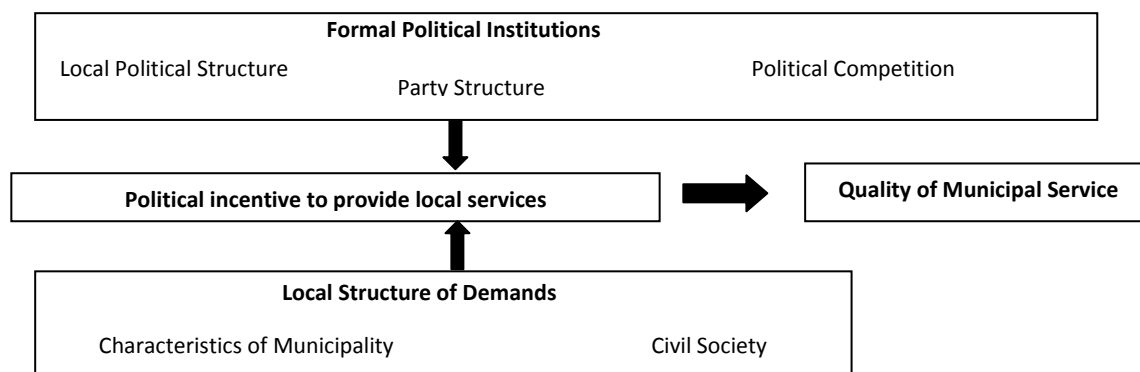 Formal Political Institutions
Local Political Structure
Party Structure
Political Competition
Political incentive to provide local services
Quality of Municipal Service
Local Structure of Demands
Characteristics of Municipality
Civil Society